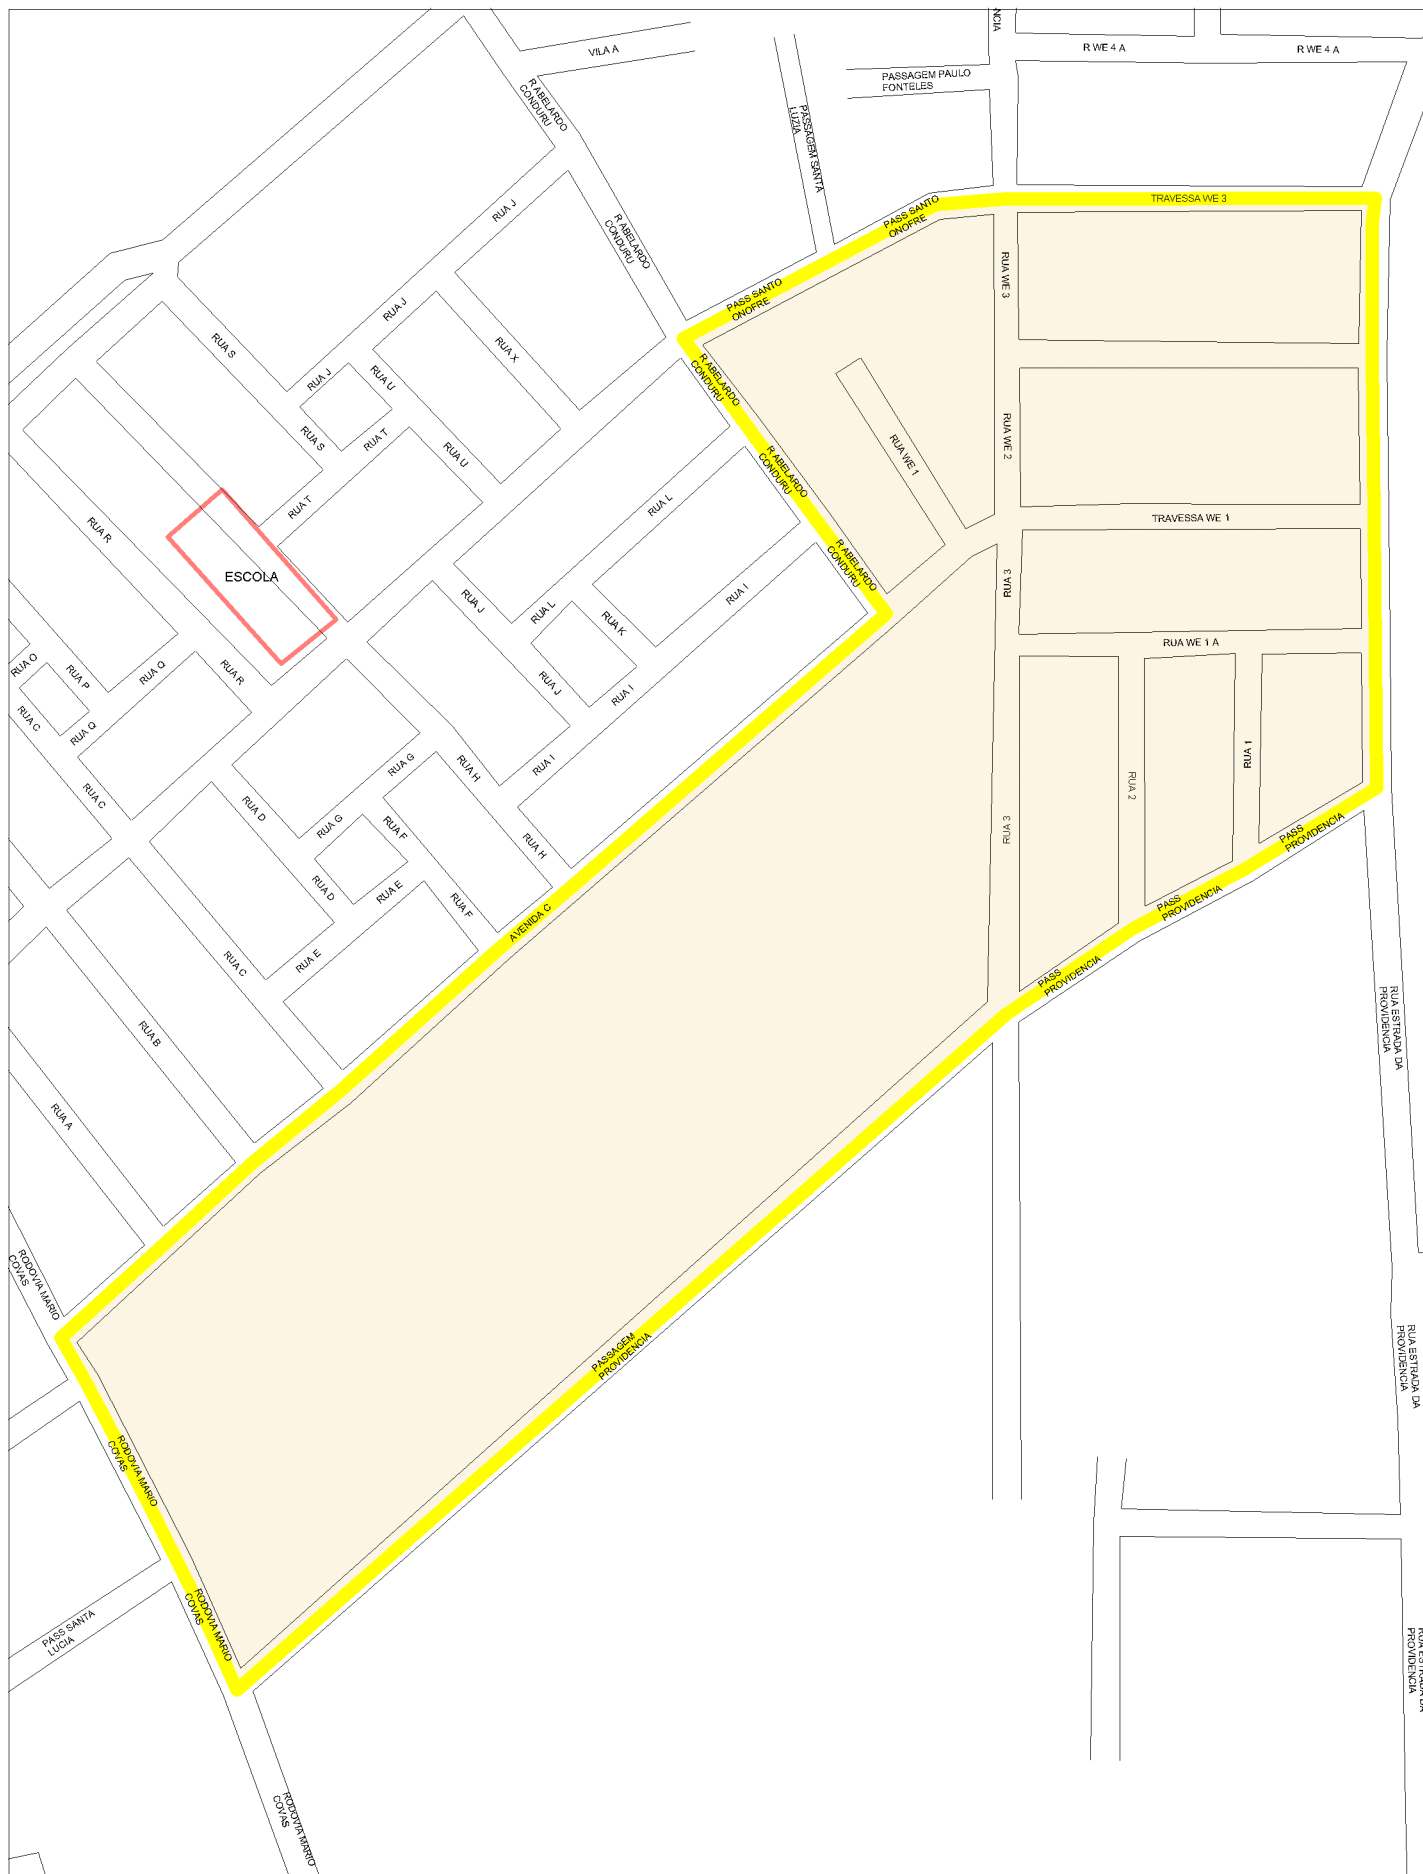 NCIA
R WE 4 A
R WE 4 A
VILA A
PASSAGEM PAULO
FONTELES
R ABELARDO
CONDURU
PASSAGEM SANTA
LUZIA
TRAVESSA WE 3
RUA J
PASS SANTO
ONOFRE
R ABELARDO
CONDURU
RUA WE 3
PASS SANTO
ONOFRE
RUA J
RUA S
RUA X
RUA J
RUA U
R ABELARDO
CONDURU
RUA S
RUA T
RUA U
RUA WE 2
RUA WE 1
R ABELARDO
CONDURU
RUA T
RUA L
RUA R
TRAVESSA WE 1
R ABELARDO
CONDURU
ESCOLA
RUA 3
RUA I
RUA J
RUA L
RUA K
RUA WE 1 A
RUA O
RUA P
RUA Q
RUA R
RUA J
RUA I
RUA C
RUA Q
RUA I
RUA H
RUA G
RUA 1
RUA 2
RUA C
RUA D
RUA G
RUA F
RUA H
RUA 3
PASS
PROVIDENCIA
RUA D
RUA E
RUA F
PASS
PROVIDENCIA
AVENIDA C
RUA E
RUA C
PASS
PROVIDENCIA
RUA B
RUA ESTRADA DA
PROVIDENCIA
RUA A
RODOVIA MARIO
COVAS
PASSAGEM
PROVIDENCIA
RUA ESTRADA DA
PROVIDENCIA
RODOVIA MARIO
COVAS
PASS SANTA
LUCIA
RODOVIA MARIO
COVAS
RUA ESTRADA DA
PROVIDENCIA
RODOVIA MARIO
COVAS